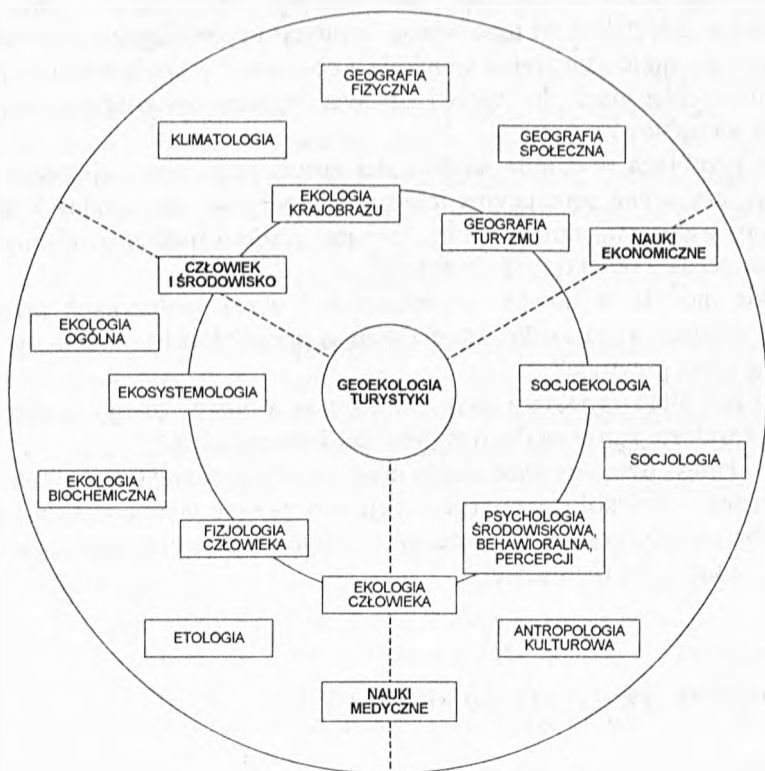 GEOGRAFIA
FIZYCZNA
KLIMATOLOGIA
GEOGRAFIA
SPOŁECZNA
EKOLOGIA
KRAJOBRAZU
GEOGRAFIA
TURYZMU
NAUKI
EKONOMICZNE
CZŁOWIEK
I ŚRODOWISKO
EKOLOGIA
OGÓLNA
EKOSYSTEMOLOGIA
GEOEKOLOGIA
TURYSTYKI
SOCJOEKOLOGIA
SOCJOLOGIA
EKOLOGIA
BIOCHEMICZNA
FIZJOLOGIA
CZŁOWIEKA
PSYCHOLOGIA
ŚRODOWISKOWA,
BEHAWIORALNA,
PERCEPCJI
EKOLOGIA
CZŁOWIEKA
ETOLOGIA
ANTROPOLOGIA
KULTUROWA
NAUKI
MEDYCZNE